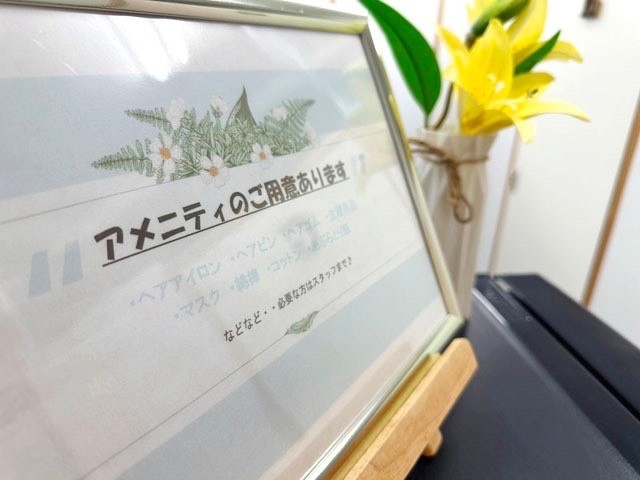 アメニティのご用意あります
・ヘアアイロン ・ヘアピン ・ヘアゴム
・マスク ・綿棒 ・コットン
などなど・・必要な方はスタッフまで♪